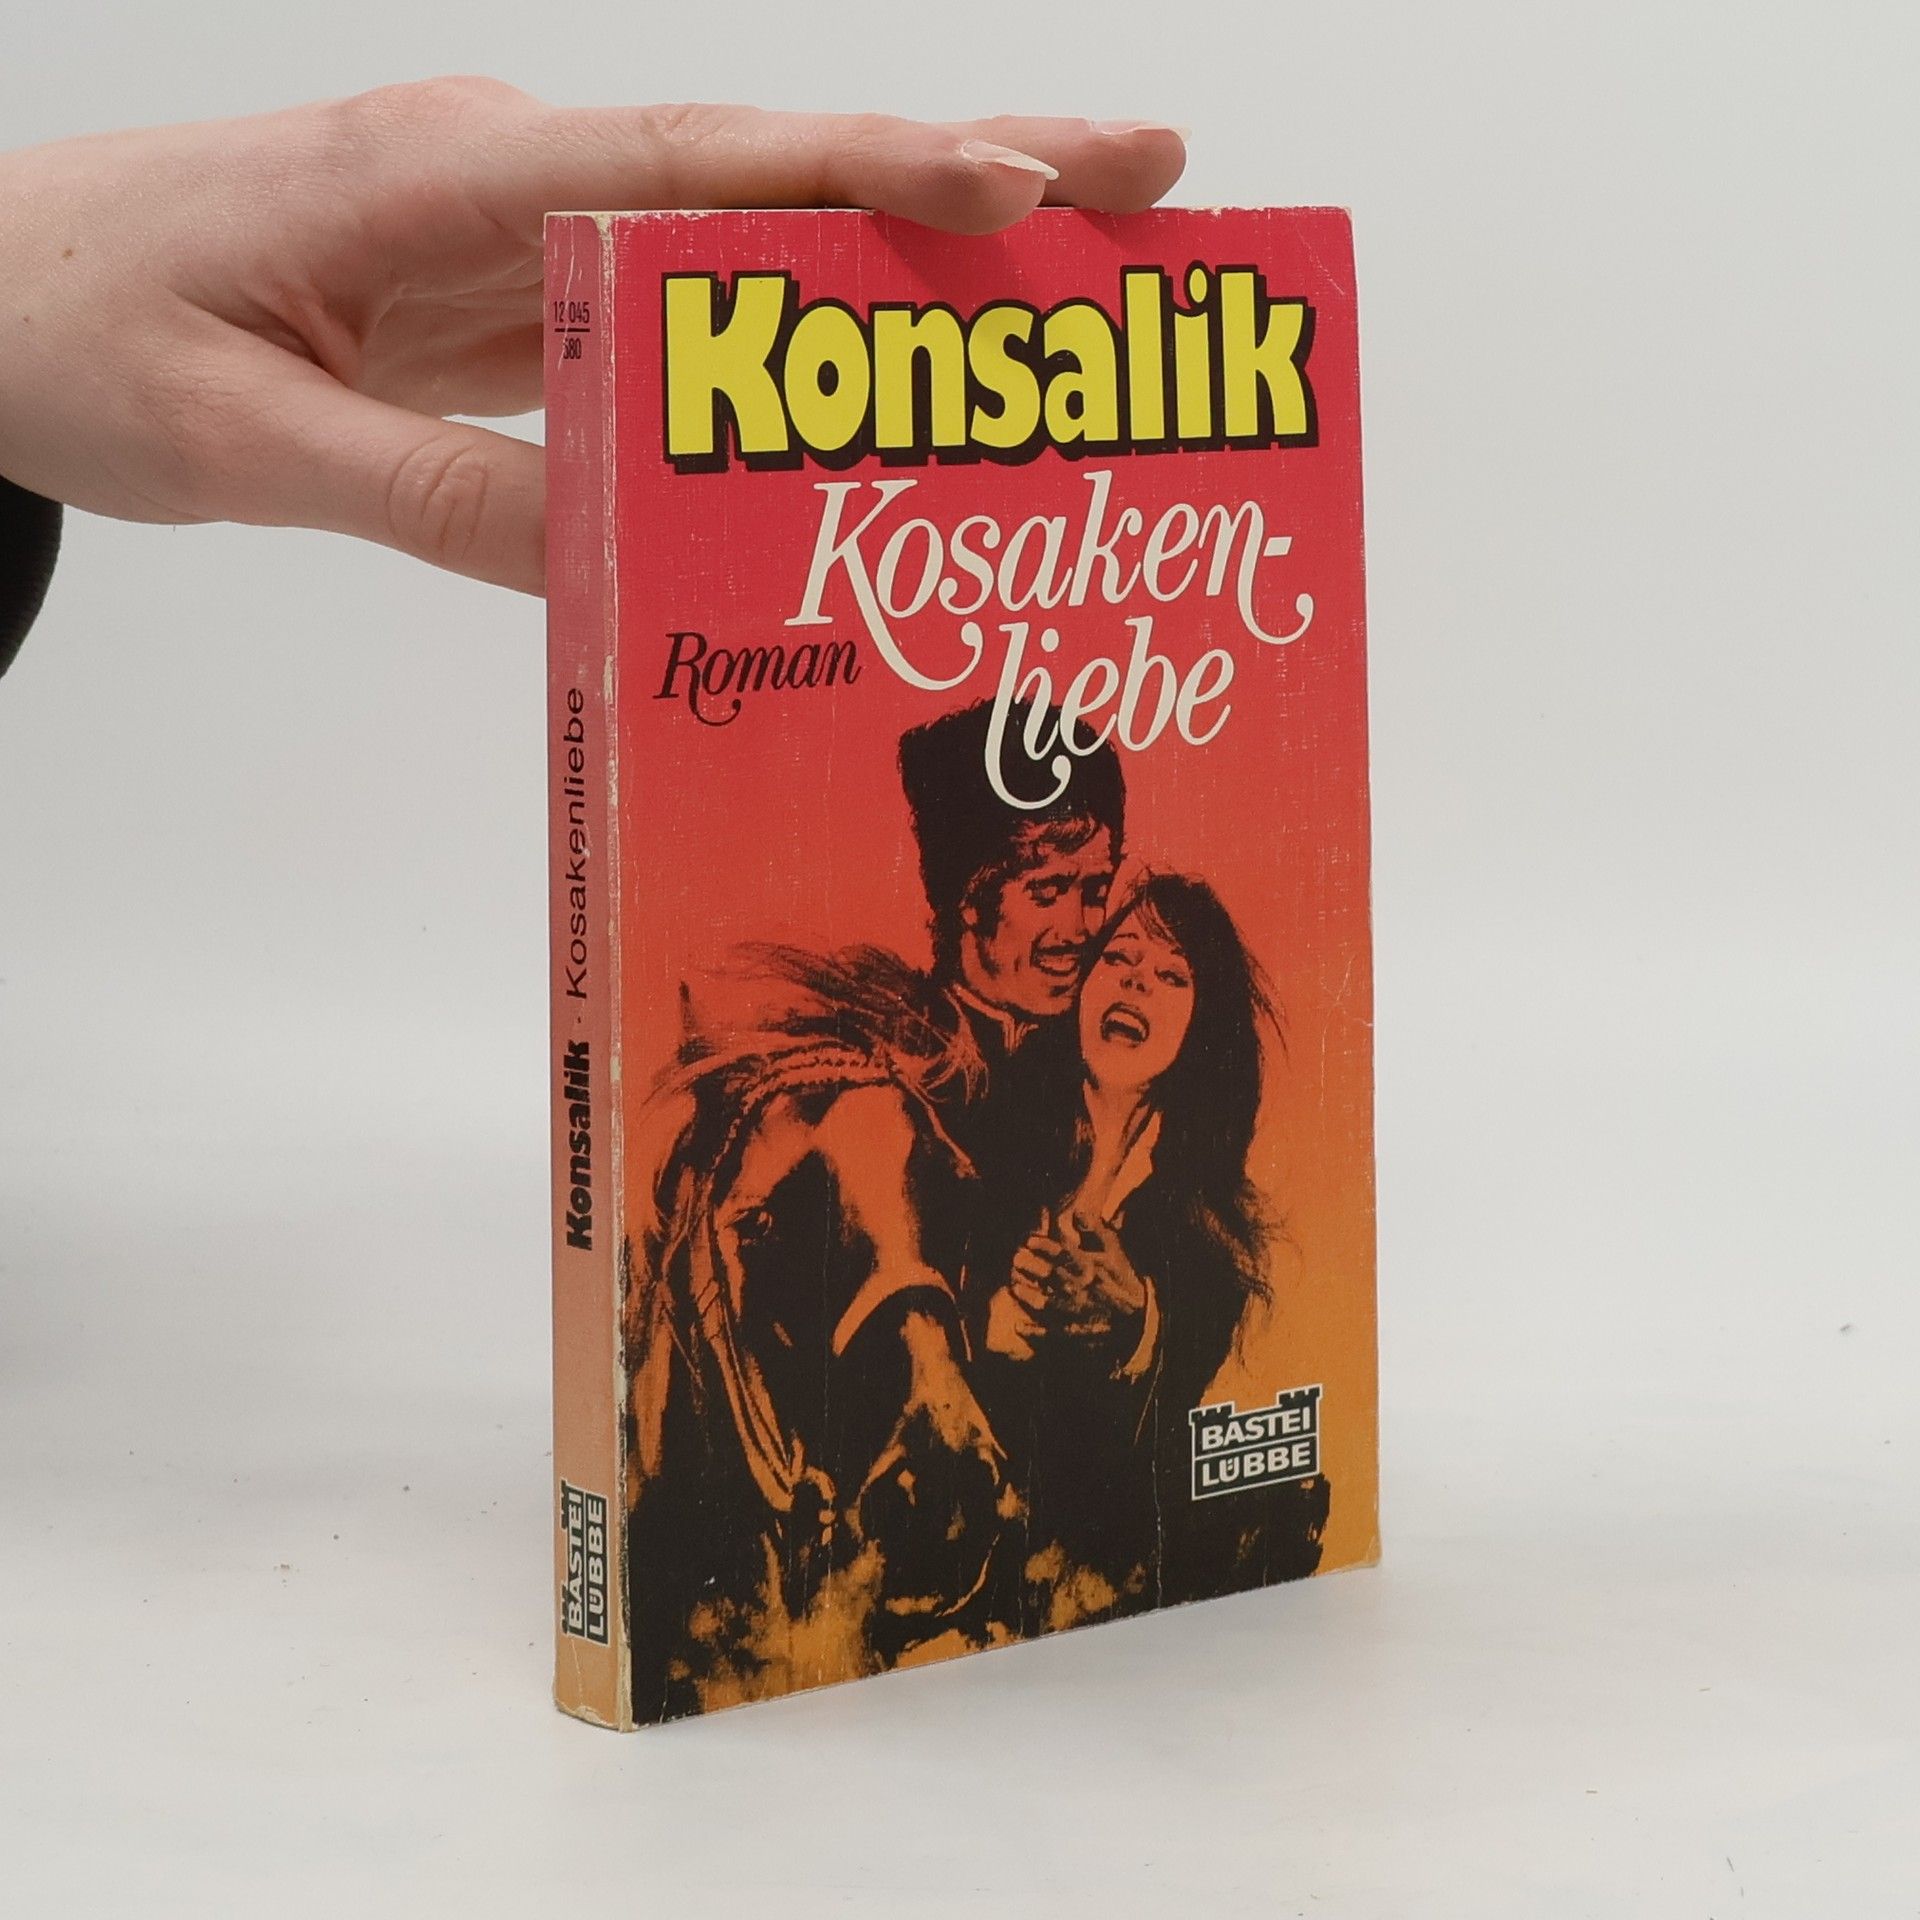 12 045
580
Konsalik · Kosakenliebe
BASTEI
LÜBBE
Konsalik
Kosaken-
liebe
Roman
BASTEI
LÜBBE